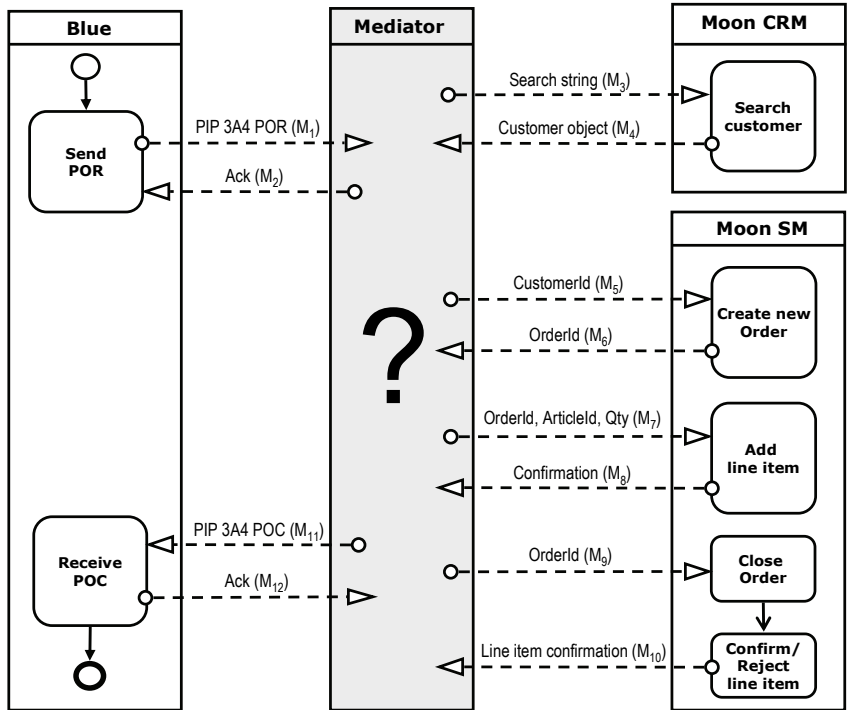 Blue
Mediator
Moon CRM
Send
POR
PIP 3A4 POR (M1)
Ack (M2)
Search string (M3)
Customer object (M4)
Search
customer
Moon SM
?
CustomerId (M5)
OrderId (M6)
Create new
Order
OrderId, ArticleId, Qty (M7)
Confirmation (M8)
Add
line item
Receive
POC
PIP 3A4 POC (M11)
Ack (M12)
OrderId (M9)
Close
Order
Line item confirmation (M10)
Confirm/
Reject
line item